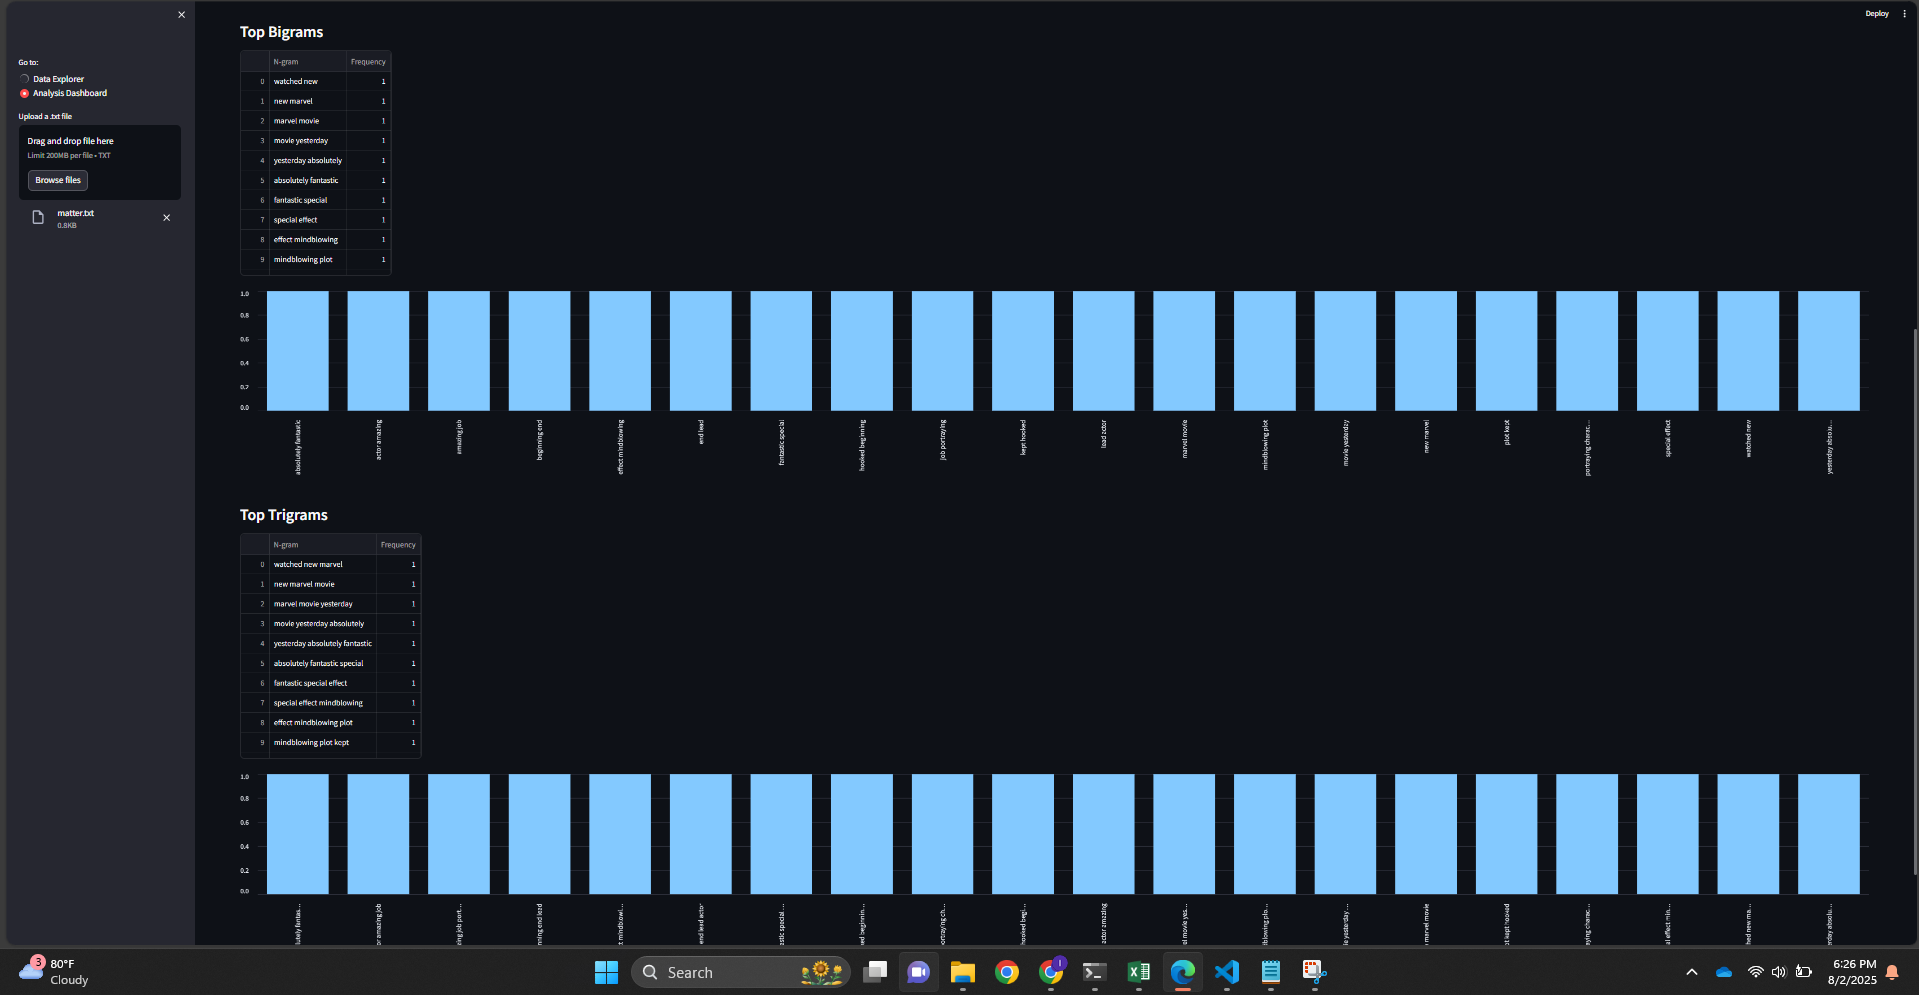 Deploy
Go to:
Data Explorer
Analysis Dashboard
Upload a .txt file
Drag and drop file here
Limit 200MB per file • TXT
Browse files
matter.txt
0.8KB
Top Bigrams
N-gram Frequency
0 watched new 1
1 new marvel 1
2 marvel movie 1
3 movie yesterday 1
4 yesterday absolutely 1
5 absolutely fantastic 1
6 fantastic special 1
7 special effect 1
8 effect mindblowing 1
9 mindblowing plot 1
1.0
0.8
0.6
0.4
0.2
0.0
absolutely fantastic
actor amazing
amazing job
beginning end
effect mindblowing
end lead
fantastic special
hooked beginning
job portraying
kept hooked
lead actor
marvel movie
mindblowing plot
movie yesterday
new marvel
plot kept
portraying charac…
special effect
watched new
yesterday absolu…
Top Trigrams
N-gram Frequency
0 watched new marvel 1
1 new marvel movie 1
2 marvel movie yesterday 1
3 movie yesterday absolutely 1
4 yesterday absolutely fantastic 1
5 absolutely fantastic special 1
6 fantastic special effect 1
7 special effect mindblowing 1
8 effect mindblowing plot 1
9 mindblowing plot kept 1
1.0
0.8
0.6
0.4
0.2
0.0
lutely fantas…
or amazing job
zing job port…
nning end lead
t mindblowi…
end lead actor
astic special …
ed beginnin…
ortraying ch…
hooked begi…
actor amazing
el movie yes…
blowing plo…
ie yesterday …
marvel movie
ot kept hooked
aying charac…
al effect min…
hed new ma…
rday absolu…
3
80°F
Cloudy
Search
6:26 PM
8/2/2025